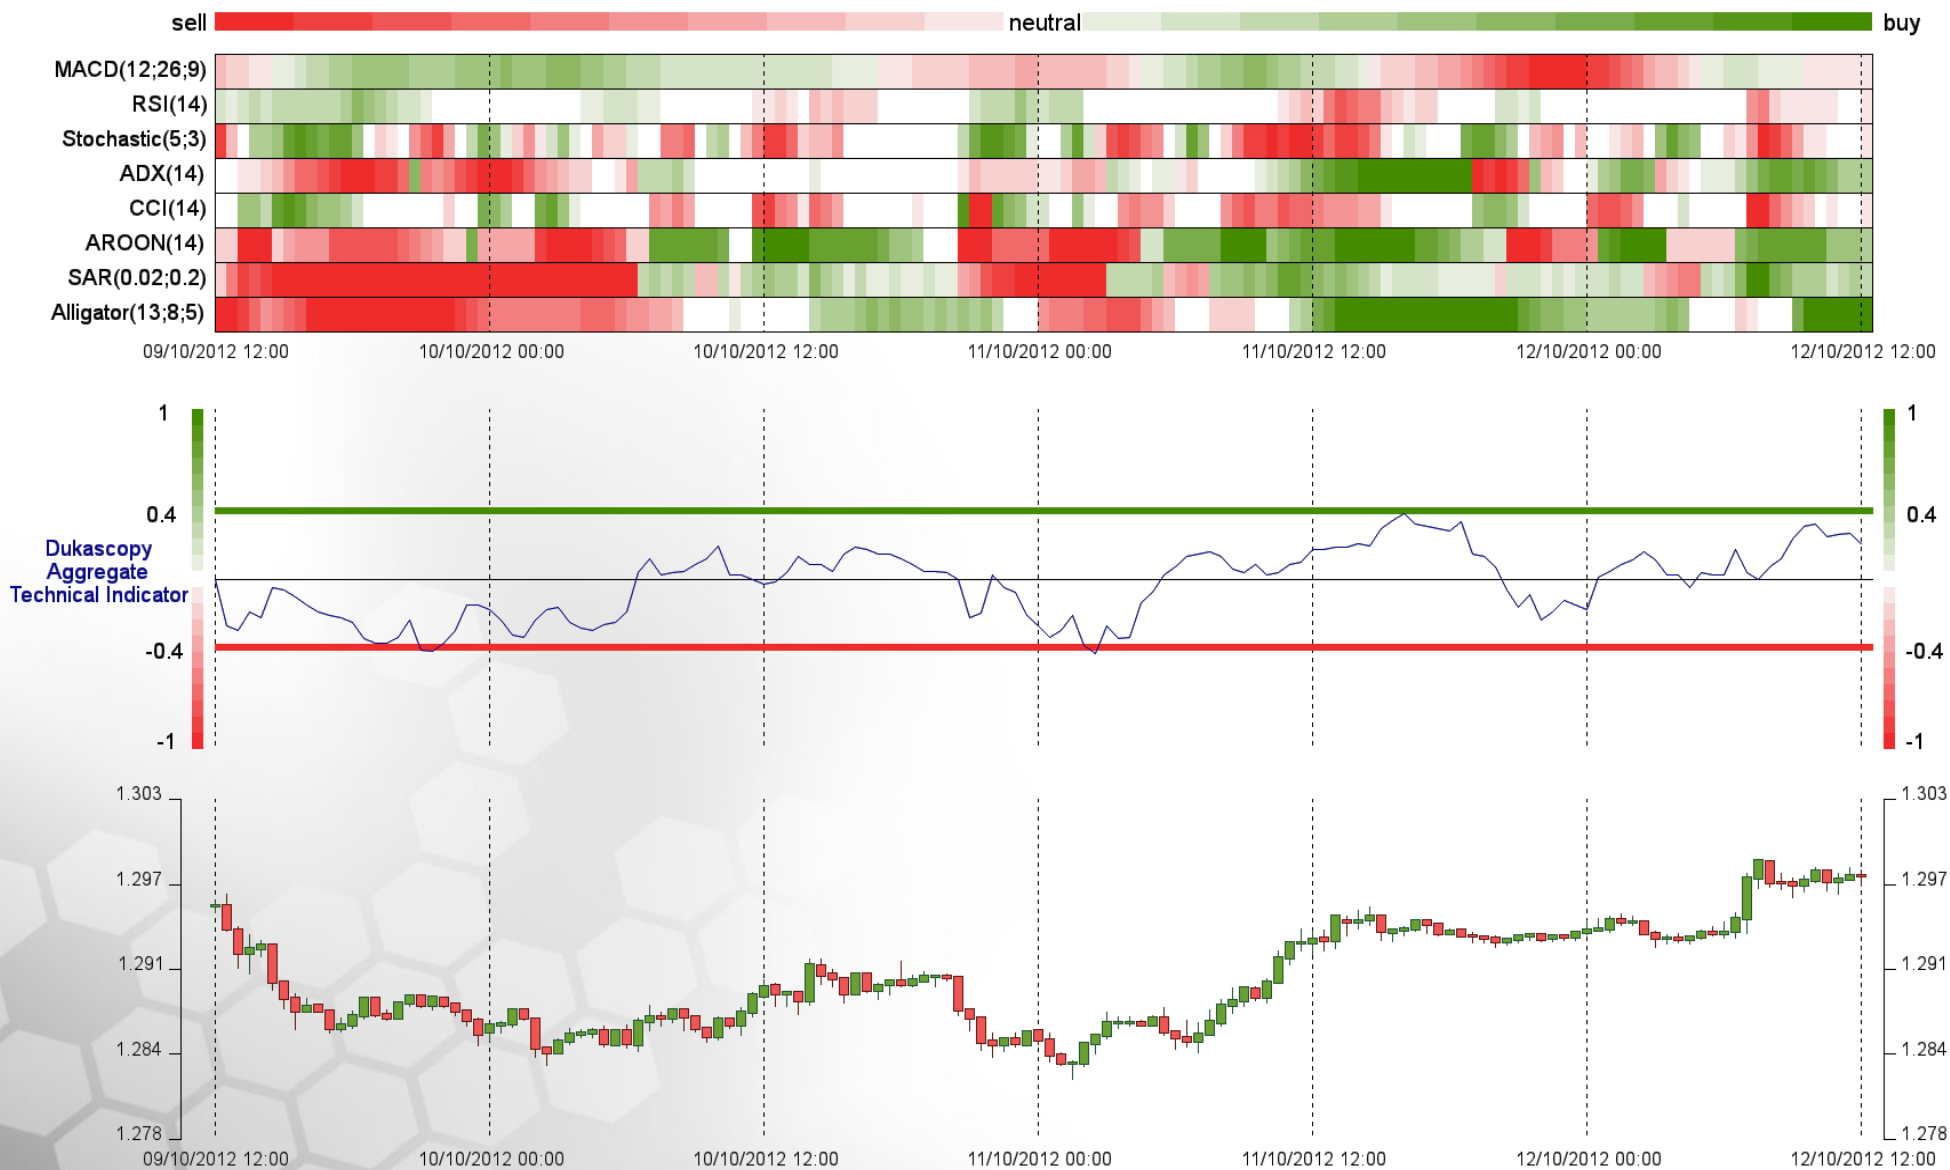 sell neutral buy
MACD(12;26;9)
RSI(14)
Stochastic(5;3)
ADX(14)
CCI(14)
AROON(14)
SAR(0.02;0.2)
Alligator(13;8;5)
09/10/2012 12:00 10/10/2012 00:00 10/10/2012 12:00 11/10/2012 00:00 11/10/2012 12:00 12/10/2012 00:00 12/10/2012 12:00
1 1
0.4 0.4
Dukascopy
Aggregate
Technical Indicator
-0.4 -0.4
-1 -1
1.303 1.303
1.297 1.297
1.291 1.291
1.284 1.284
1.278 1.278
09/10/2012 12:00 10/10/2012 00:00 10/10/2012 12:00 11/10/2012 00:00 11/10/2012 12:00 12/10/2012 00:00 12/10/2012 12:00